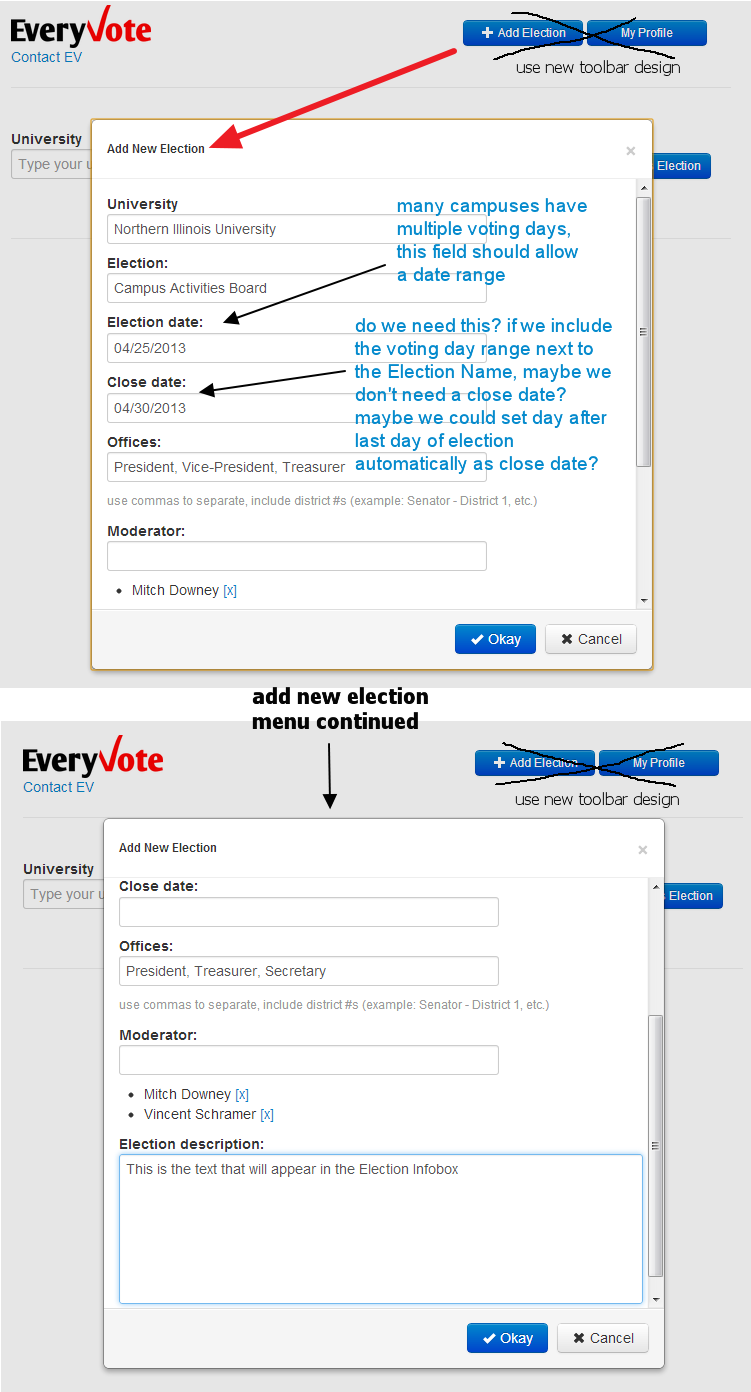 EveryVote
Contact EV
+ Add Election
My Profile
use new toolbar design
University
Type your u
Election
Add New Election
×
University
Northern Illinois University
many campuses have
multiple voting days,
this field should allow
a date range
Election:
Campus Activities Board
Election date:
04/25/2013
do we need this? if we include
the voting day range next to
the Election Name, maybe we
don't need a close date?
maybe we could set day after
last day of election
automatically as close date?
Close date:
04/30/2013
Offices:
President, Vice-President, Treasurer
use commas to separate, include district #s (example: Senator - District 1, etc.)
Moderator:
• Mitch Downey [x]
✔ Okay
✖ Cancel
add new election
menu continued
EveryVote
Contact EV
+ Add Election
My Profile
use new toolbar design
University
Type your u
s Election
Add New Election
×
Close date:
Offices:
President, Treasurer, Secretary
use commas to separate, include district #s (example: Senator - District 1, etc.)
Moderator:
• Mitch Downey [x]
• Vincent Schramer [x]
Election description:
This is the text that will appear in the Election Infobox
✔ Okay
✖ Cancel